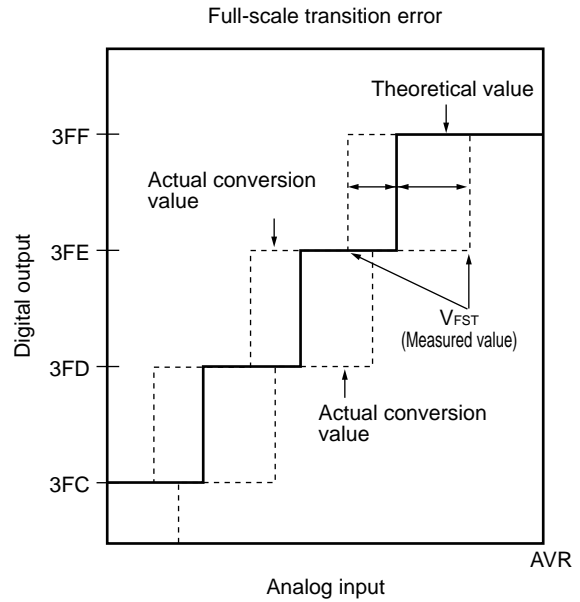 Full-scale transition error
Theoretical value
3FF
Actual conversion
value
3FE
Digital output
VFST
(Measured value)
3FD
Actual conversion
value
3FC
AVR
Analog input